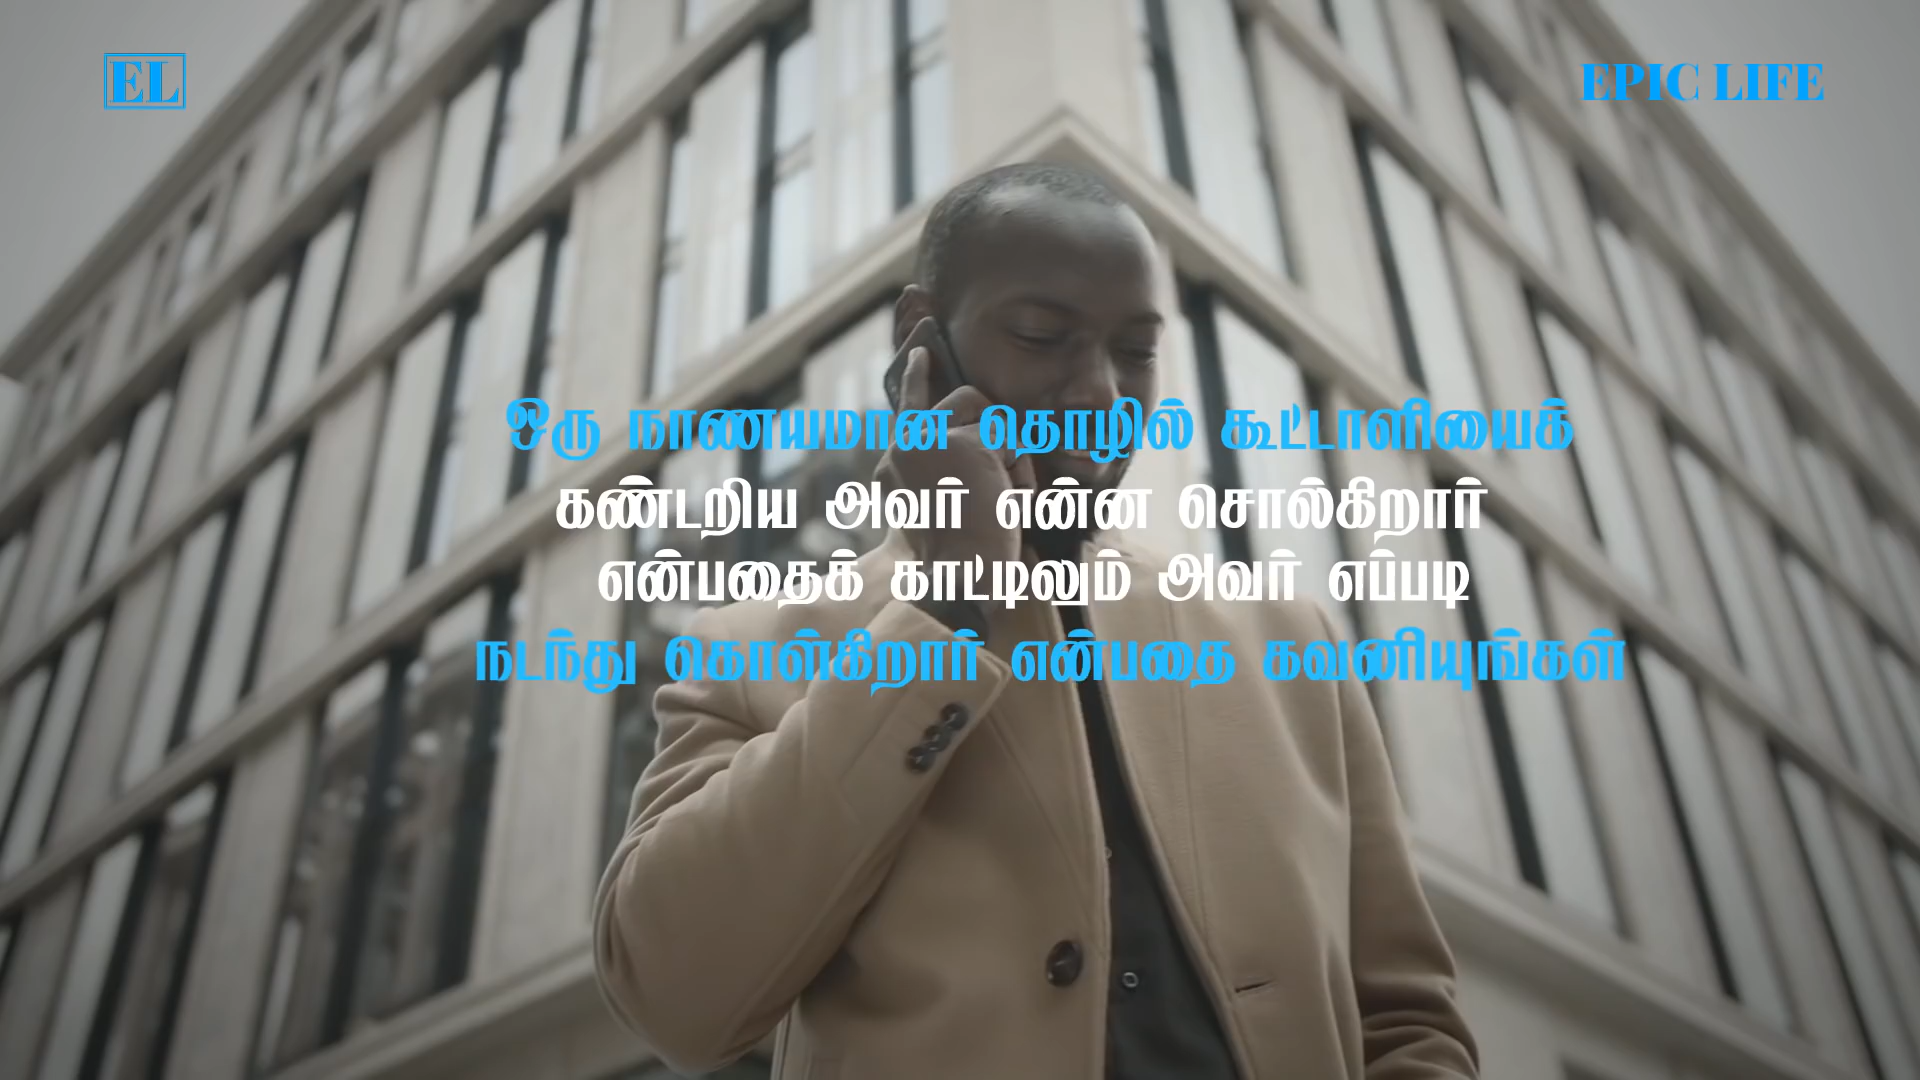 EL
EPIC LIFE
ஒரு நாணயமான தொழில் கூட்டாளியைக்
கண்டறிய அவர் என்ன சொல்கிறார்
என்பதைக் காட்டிலும் அவர் எப்படி
நடந்து கொள்கிறார் என்பதை கவனியுங்கள்